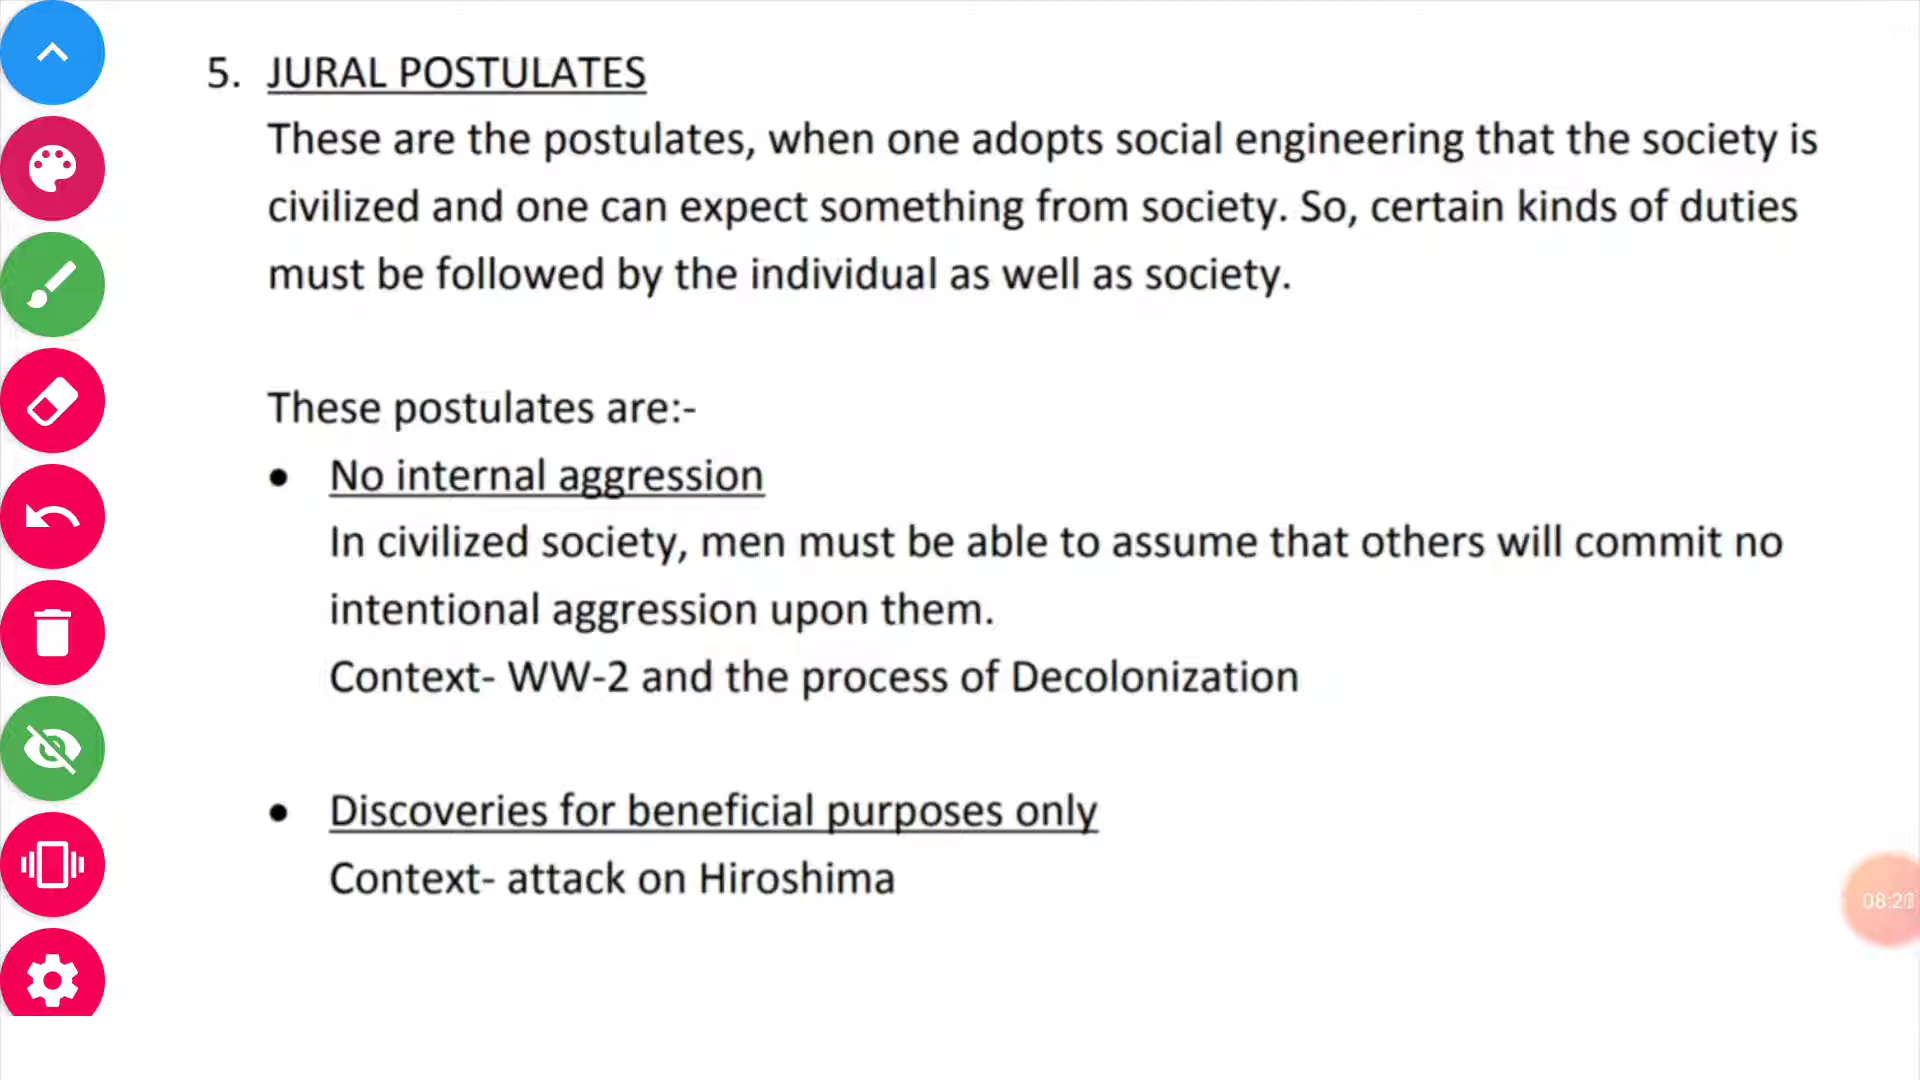 5. JURAL POSTULATES
These are the postulates, when one adopts social engineering that the society is
civilized and one can expect something from society. So, certain kinds of duties
must be followed by the individual as well as society.
These postulates are:-
• No internal aggression
In civilized society, men must be able to assume that others will commit no
intentional aggression upon them.
Context- WW-2 and the process of Decolonization
• Discoveries for beneficial purposes only
Context- attack on Hiroshima